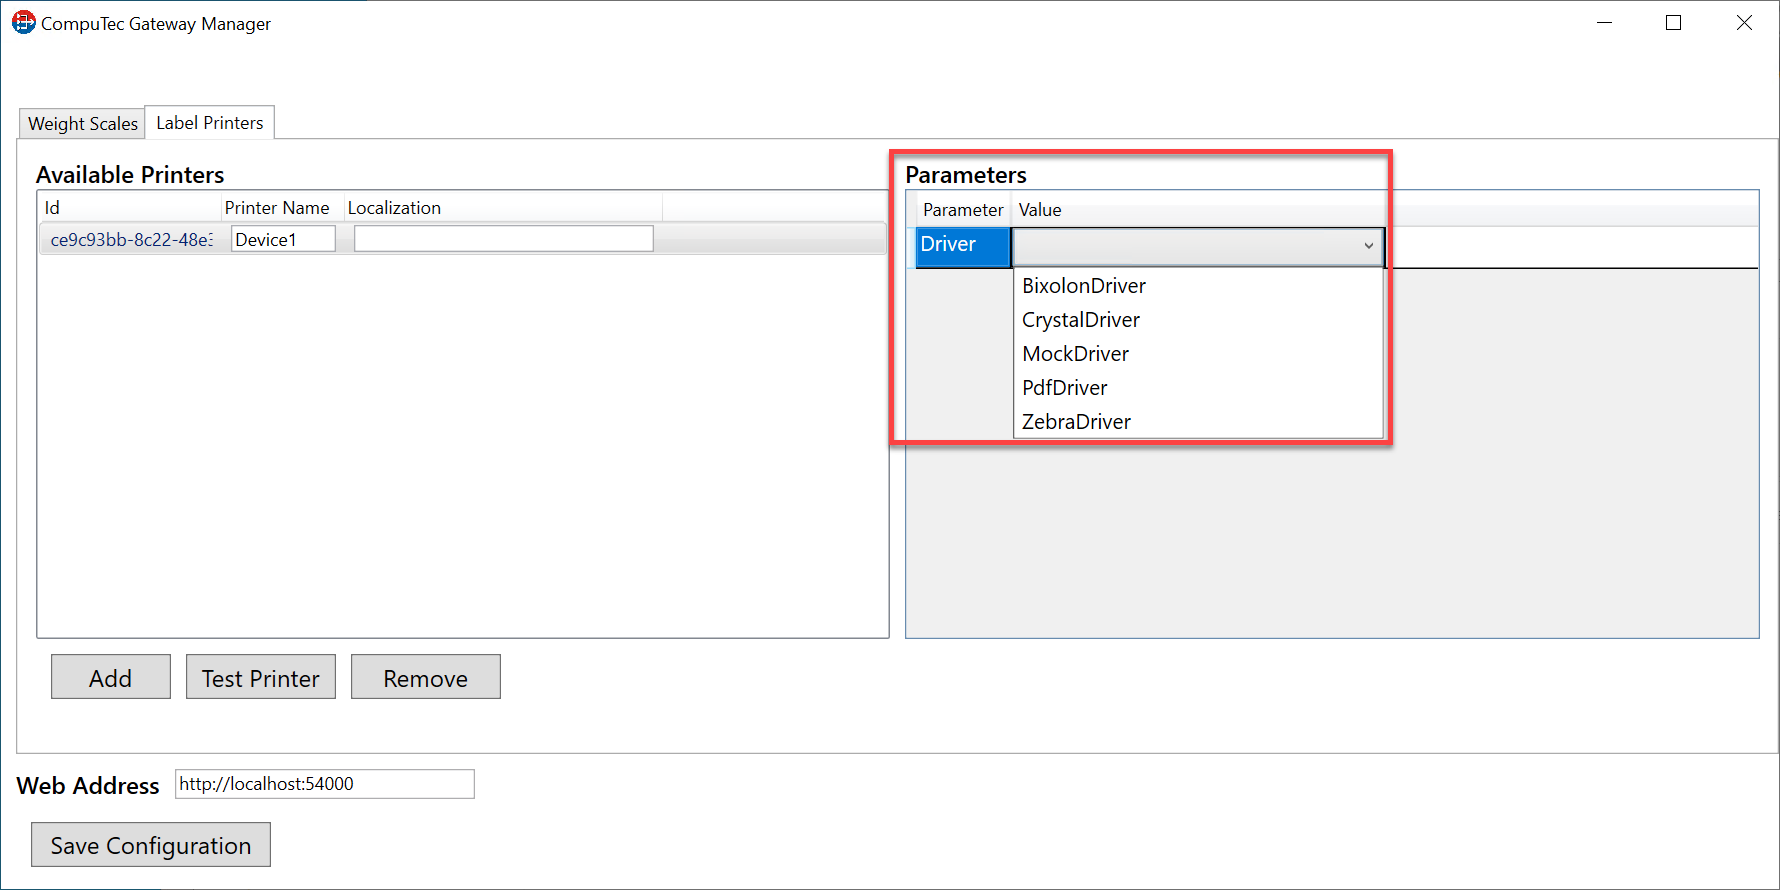 CompuTec Gateway Manager
Weight Scales
Label Printers
Available Printers
Id
Printer Name
Localization
ce9c93bb-8c22-48e
Device1
Parameters
Parameter
Value
Driver
BixolonDriver
CrystalDriver
MockDriver
PdfDriver
ZebraDriver
Add
Test Printer
Remove
Web Address
http://localhost:54000
Save Configuration